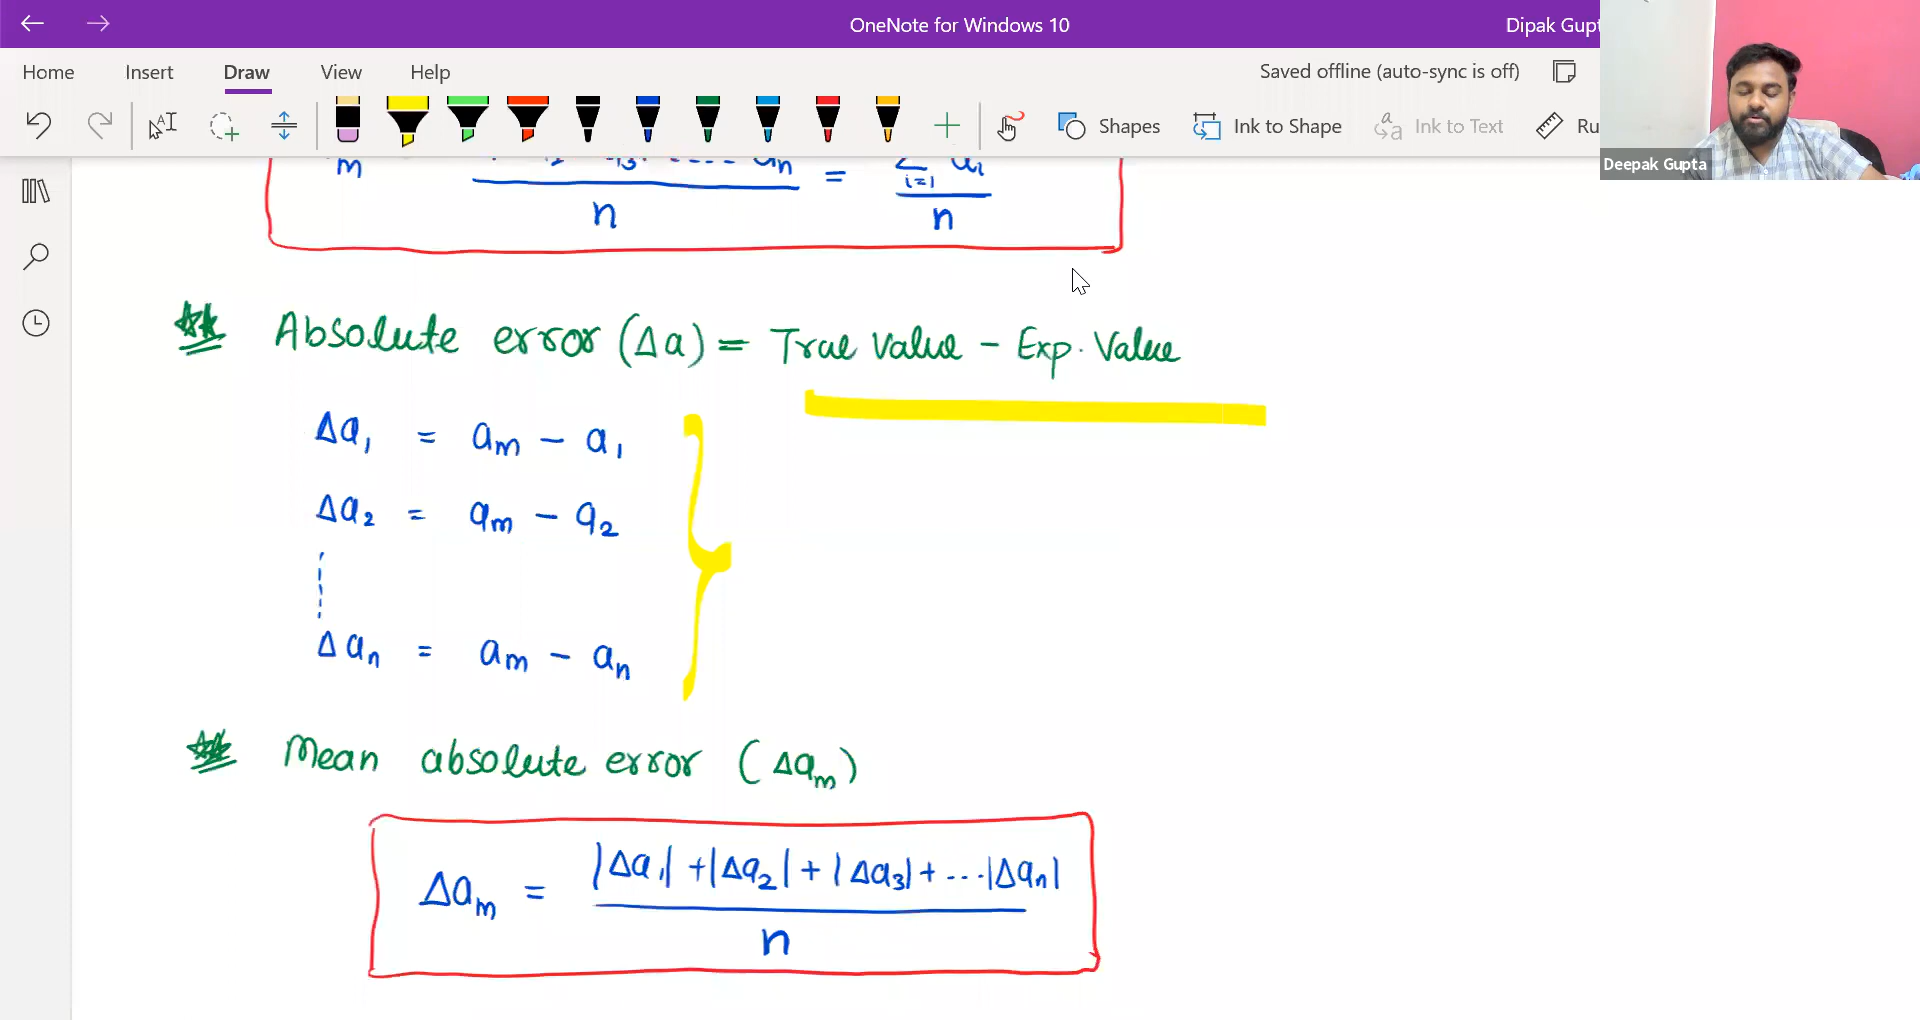 OneNote for Windows 10
Dipak Gupt
Home Insert Draw View Help
Saved offline (auto-sync is off)
Shapes Ink to Shape Ink to Text Ru
Deepak Gupta
m = i=1
n n
Absolute error (Δa) = True Value - Exp. Value
Δa₁ = aₘ - a₁
Δa₂ = aₘ - a₂
Δaₙ = aₘ - aₙ
Mean absolute error (Δaₘ)
Δaₘ = |Δa₁| + |Δa₂| + |Δa₃| + ... |Δaₙ|
n